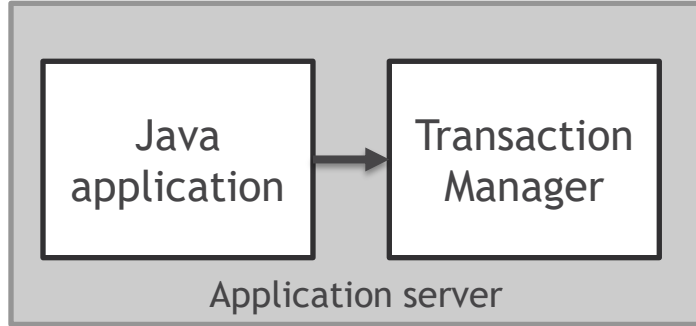 Java
application
Transaction
Manager
Application server